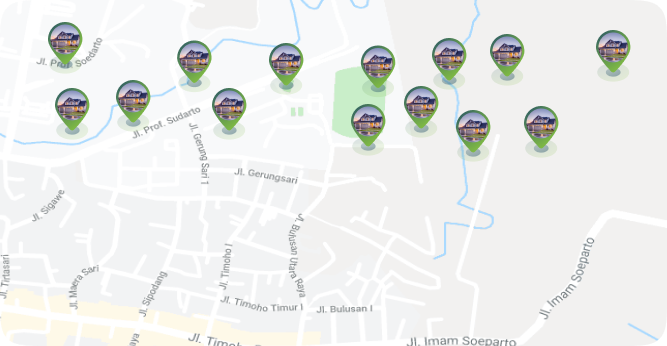 Jl. Prof. Soedarto
Jl. Prof. Sudarto
Jl. Gerung Sari 1
Jl. Gerungsari
Jl. Sigawe
Jl. Bulusan Utara Raya
Jl. Imam Soeparto
Jl. Tirtasari
Jl. Maera Sari
Jl. Sipodang
Jl. Timoho I
Jl. Timoho Timur I
Jl. Bulusan I
Jl. Timoho
Jl. Imam Soeparto